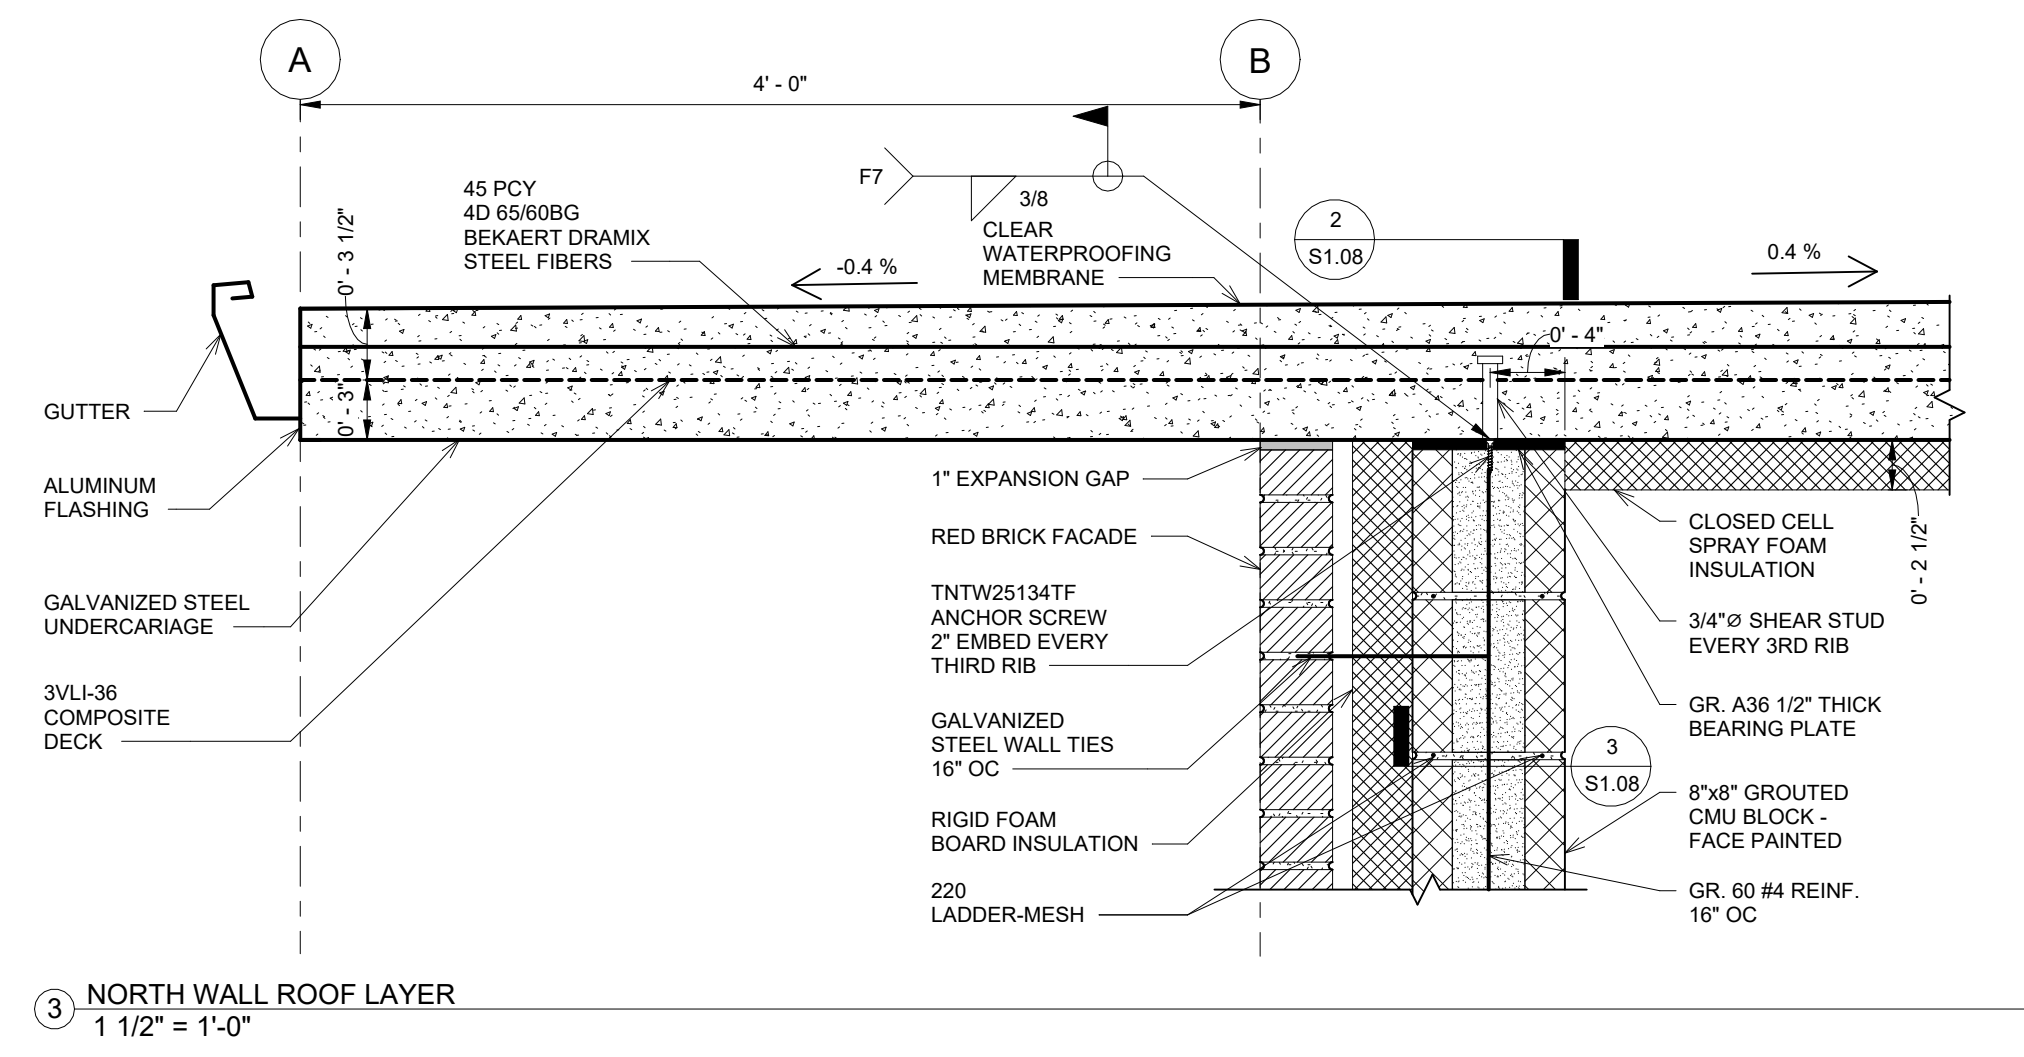 A
B
4' - 0"
F7
3/8
45 PCY
4D 65/60BG
BEKAERT DRAMIX
STEEL FIBERS
0' - 3 1/2"
CLEAR
WATERPROOFING
MEMBRANE
2
S1.08
-0.4 %
0.4 %
0' - 4"
0' - 3"
GUTTER
ALUMINUM
FLASHING
GALVANIZED STEEL
UNDERCARIAGE
3VLI-36
COMPOSITE
DECK
1" EXPANSION GAP
RED BRICK FACADE
TNTW25134TF
ANCHOR SCREW
2" EMBED EVERY
THIRD RIB
GALVANIZED
STEEL WALL TIES
16" OC
RIGID FOAM
BOARD INSULATION
220
LADDER-MESH
0' - 2 1/2"
CLOSED CELL
SPRAY FOAM
INSULATION
3/4"Ø SHEAR STUD
EVERY 3RD RIB
GR. A36 1/2" THICK
BEARING PLATE
3
S1.08
8"x8" GROUTED
CMU BLOCK -
FACE PAINTED
GR. 60 #4 REINF.
16" OC
3
NORTH WALL ROOF LAYER
1 1/2" = 1'-0"